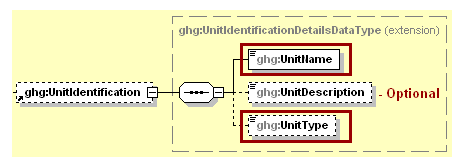 ghg:UnitIdentificationDetailsDataType (extension)
ghg:UnitName
ghg:UnitIdentification
ghg:UnitDescription - Optional
ghg:UnitType